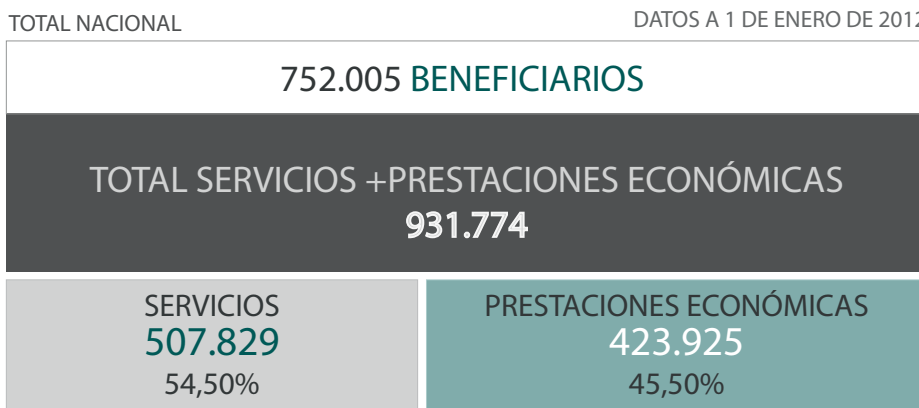 TOTAL NACIONAL
DATOS A 1 DE ENERO DE 2012
752.005 BENEFICIARIOS
TOTAL SERVICIOS +PRESTACIONES ECONÓMICAS
931.774
SERVICIOS
507.829
54,50%
PRESTACIONES ECONÓMICAS
423.925
45,50%